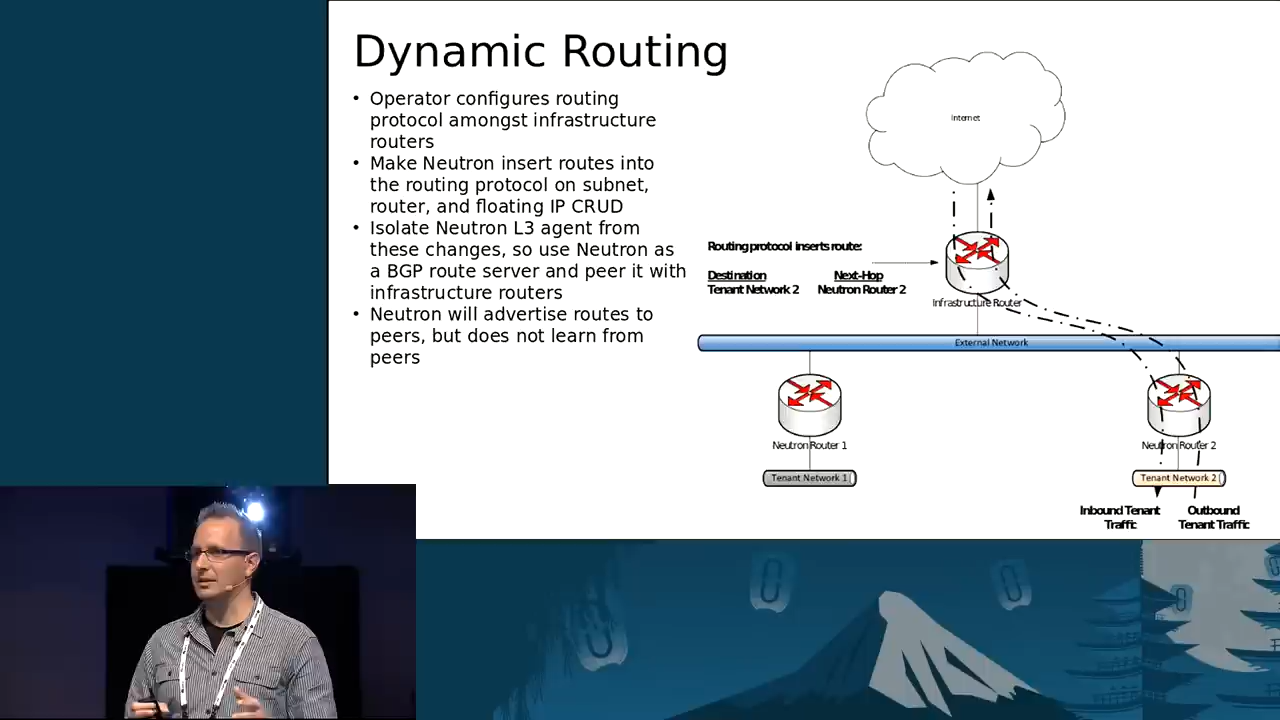 Dynamic Routing
• Operator configures routing
protocol amongst infrastructure
routers
• Make Neutron insert routes into
the routing protocol on subnet,
router, and floating IP CRUD
• Isolate Neutron L3 agent from
these changes, so use Neutron as
a BGP route server and peer it with
infrastructure routers
• Neutron will advertise routes to
peers, but does not learn from
peers
Internet
Routing protocol inserts route:
Destination Next-Hop
Tenant Network 2 Neutron Router 2
Infrastructure Router
External Network
Neutron Router 1
Neutron Router 2
Tenant Network 1
Tenant Network 2
Inbound Tenant
Traffic
Outbound
Tenant Traffic